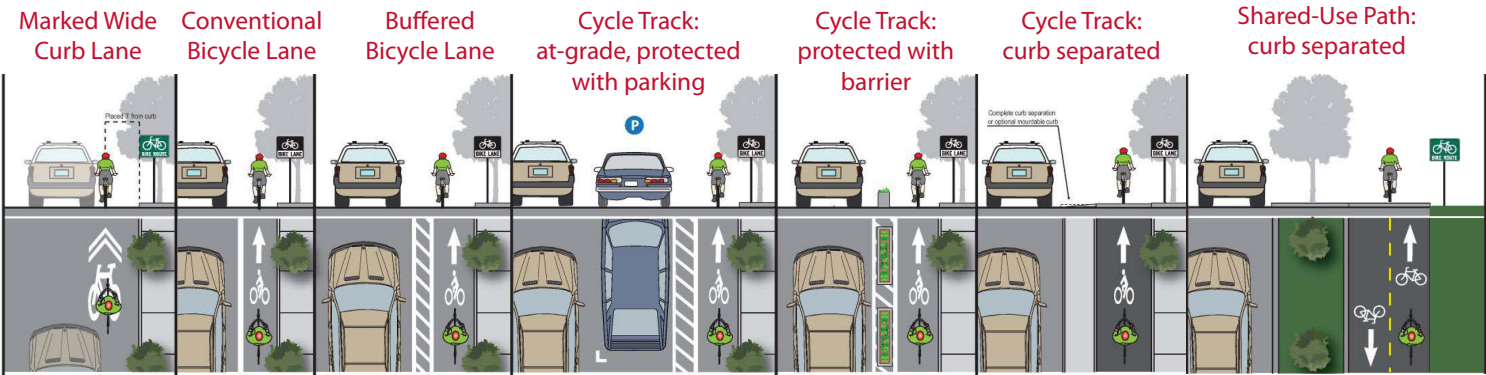 Marked Wide
Curb Lane
Conventional
Bicycle Lane
Buffered
Bicycle Lane
Cycle Track:
at-grade, protected
with parking
Cycle Track:
protected with
barrier
Cycle Track:
curb separated
Shared-Use Path:
curb separated
Placed 3' from curb
BIKE ROUTE
BIKE LANE
BIKE LANE
P
BIKE LANE
BIKE LANE
Complete curb separation
or optional mountable curb
BIKE LANE
BIKE ROUTE